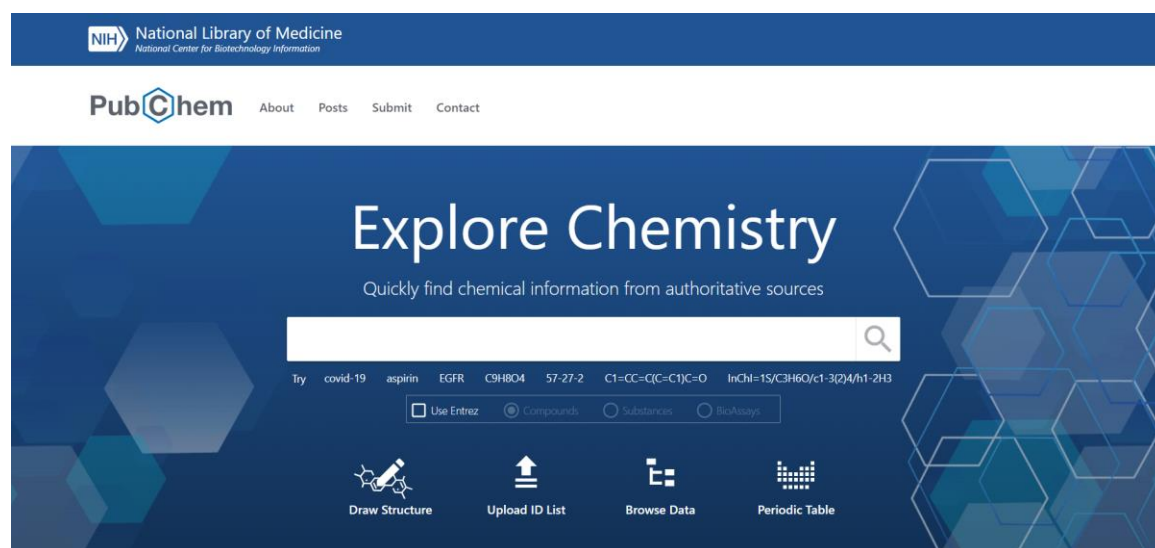 NIH National Library of Medicine
National Center for Biotechnology Information
PubChem About Posts Submit Contact
Explore Chemistry
Quickly find chemical information from authoritative sources
Try covid-19 aspirin EGFR C9H8O4 57-27-2 C1=CC=C(C=C1)C=O InChI=1S/C3H6O/c1-3(2)4/h1-2H3
Use Entrez Compounds Substances BioAssays
Draw Structure Upload ID List Browse Data Periodic Table